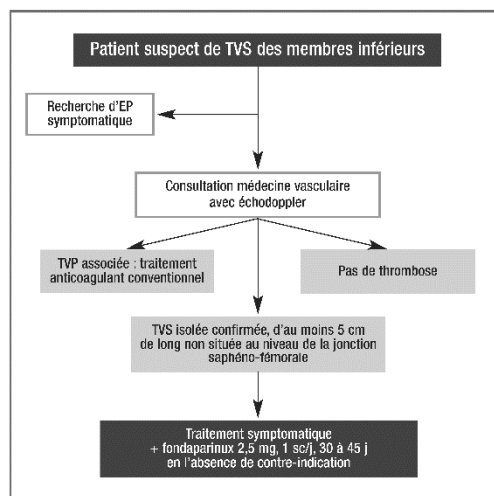 Patient suspect de TVS des membres inférieurs
Recherche d'EP
symptomatique
Consultation médecine vasculaire
avec échodoppler
TVP associée : traitement
anticoagulant conventionnel
Pas de thrombose
TVS isolée confirmée, d'au moins 5 cm
de long non située au niveau de la jonction
saphéno-fémorale
Traitement symptomatique
+ fondaparinux 2,5 mg, 1 sc/j, 30 à 45 j
en l'absence de contre-indication